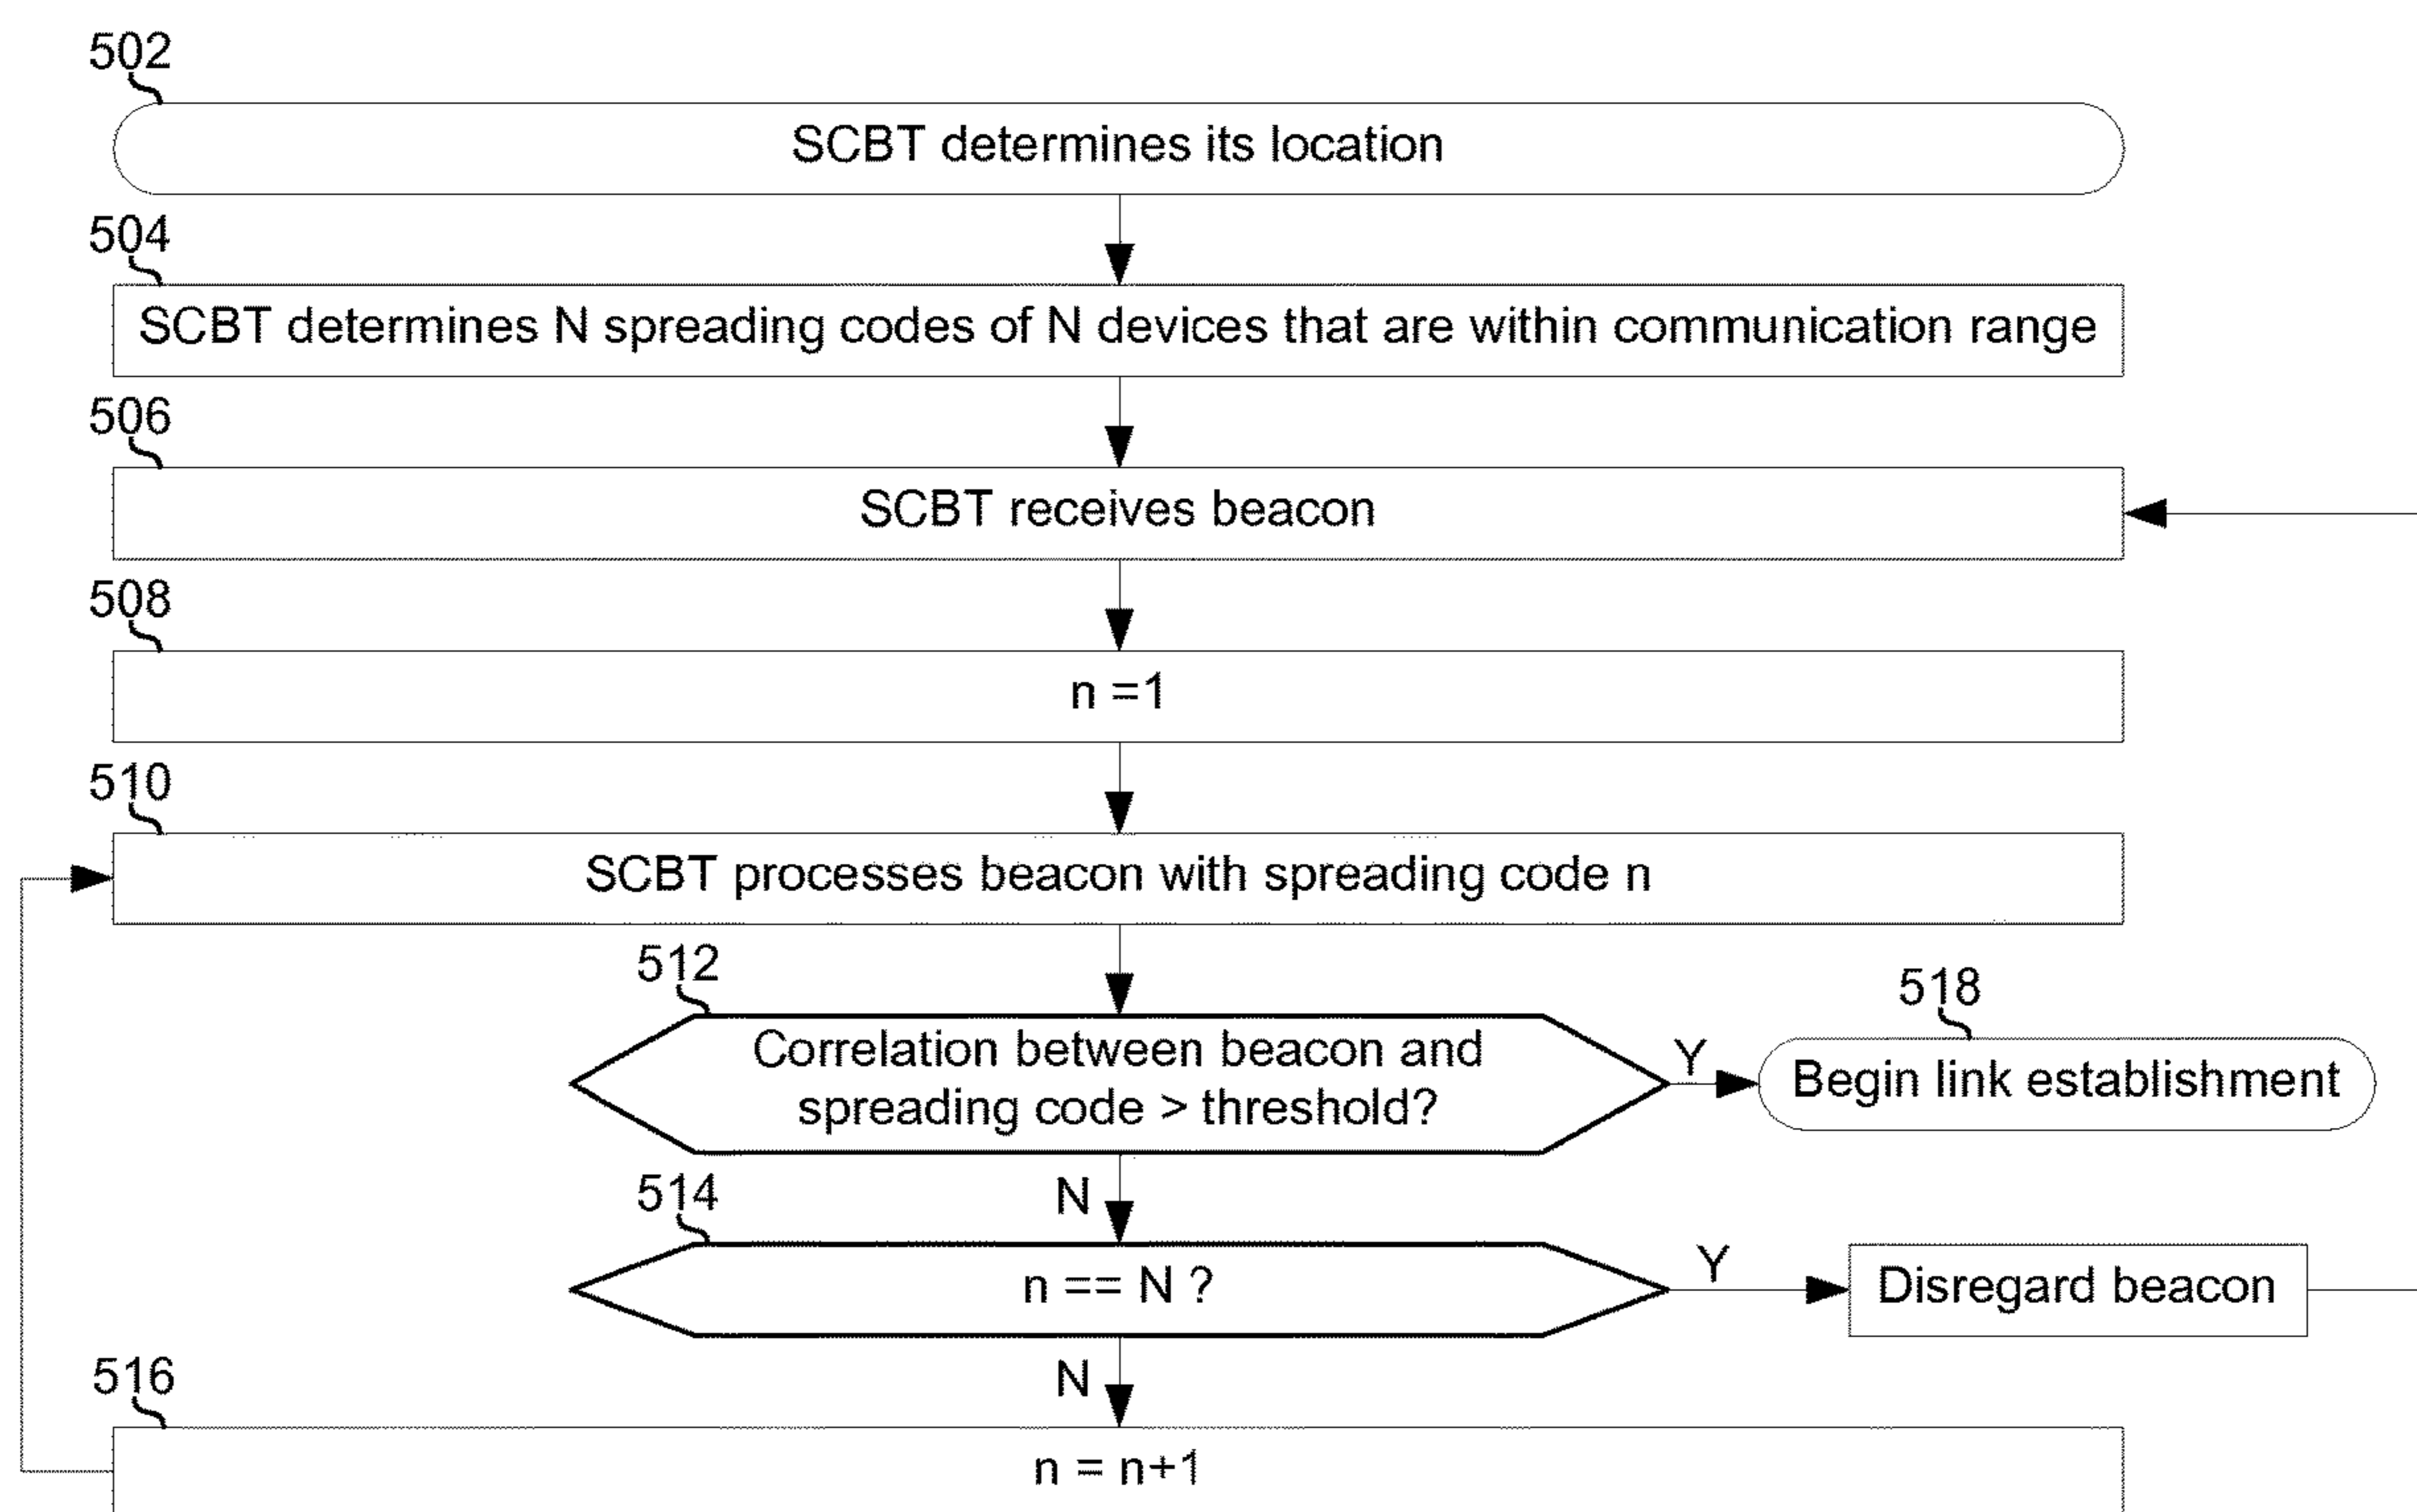 502
SCBT determines its location
504
SCBT determines N spreading codes of N devices that are within communication range
506
SCBT receives beacon
508
n =1
510
SCBT processes beacon with spreading code n
512
Correlation between beacon and
spreading code > threshold?
Y
518
Begin link establishment
N
514
n == N ?
Y
Disregard beacon
N
516
n = n+1